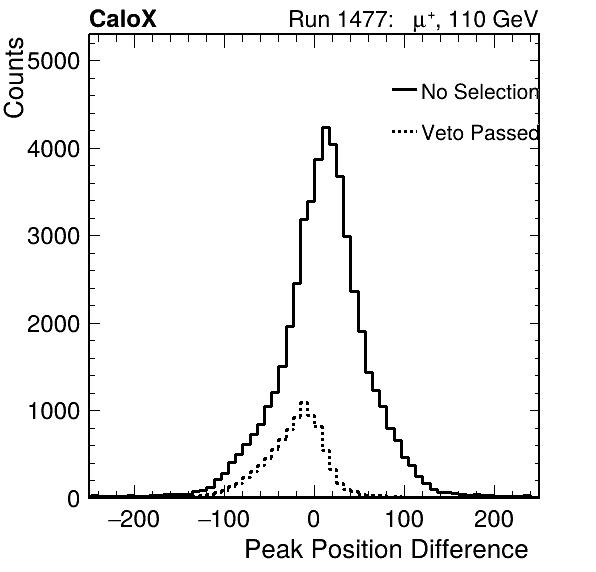 CaloX Run 1477: μ⁺, 110 GeV
Counts
5000
4000
3000
2000
1000
0
No Selection
Veto Passed
−200 −100 0 100 200
Peak Position Difference